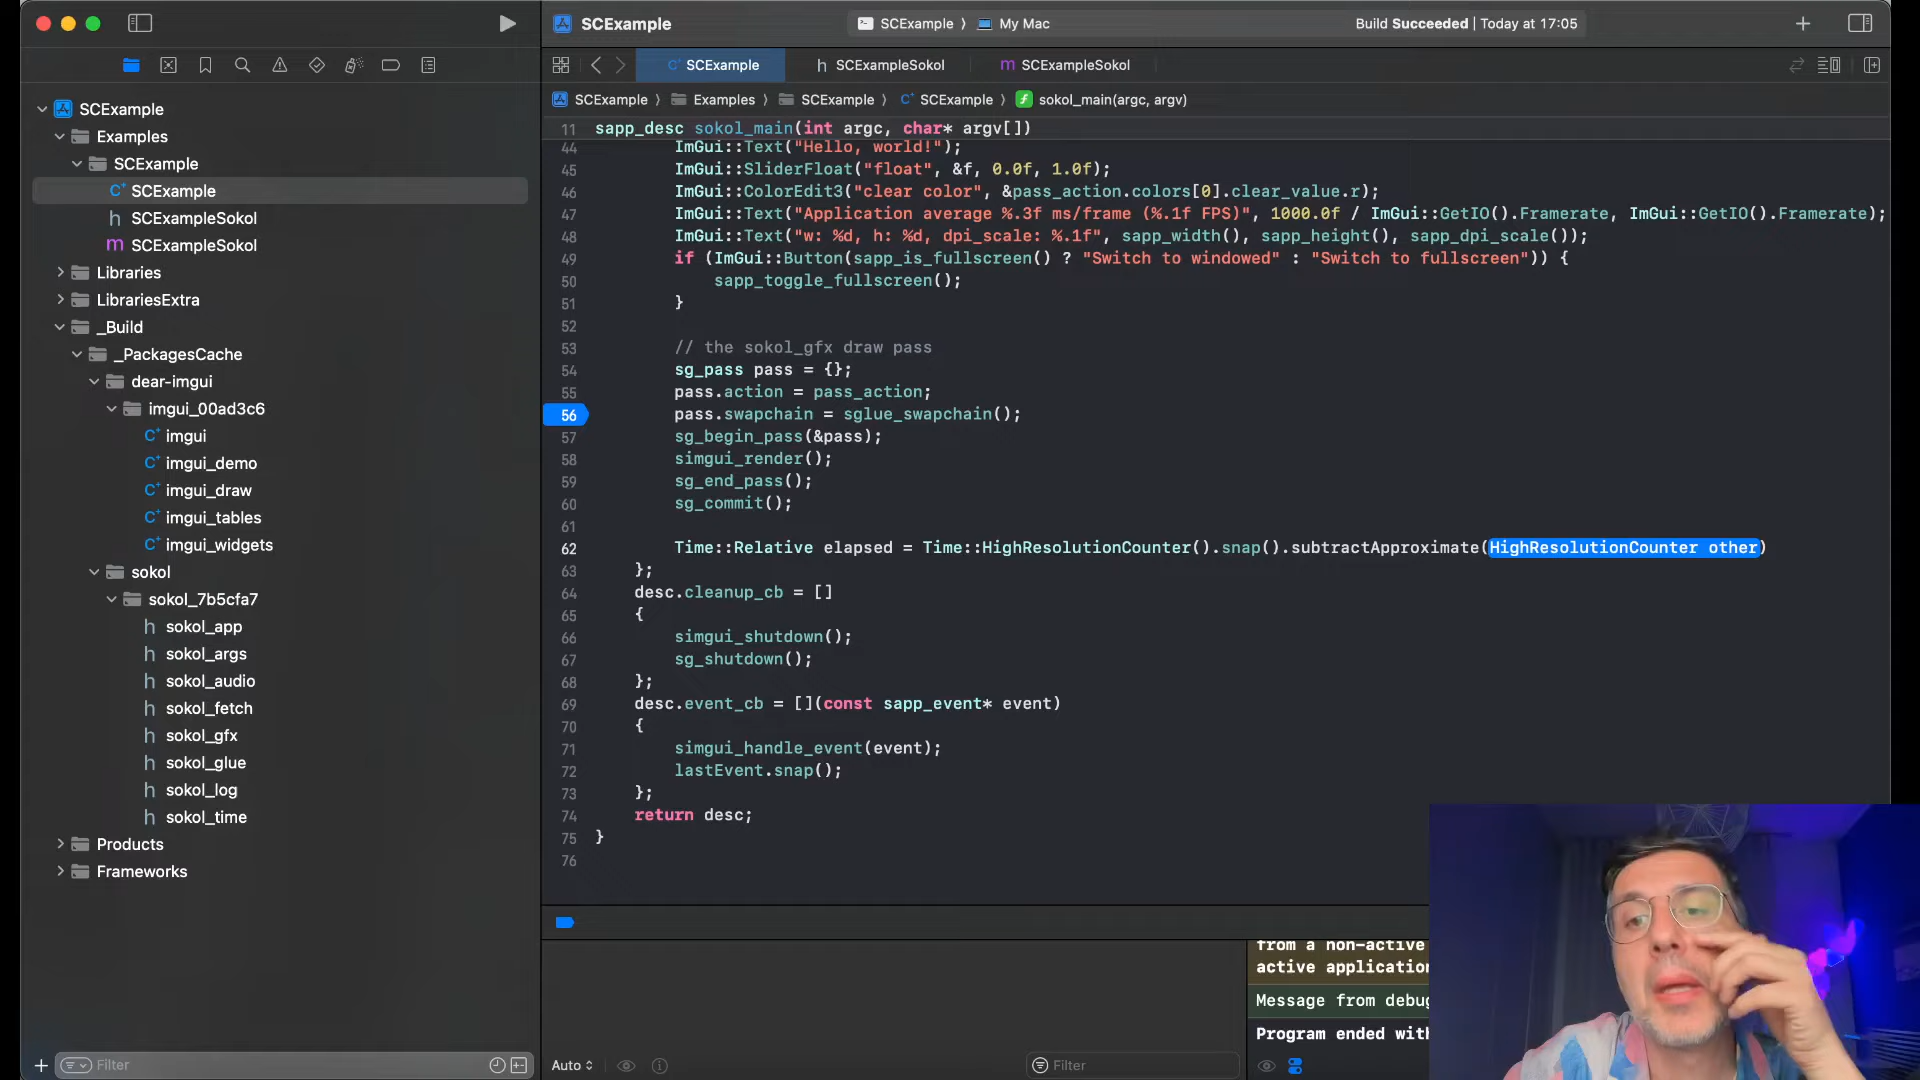 SCExample
SCExample
My Mac
Build Succeeded | Today at 17:05
SCExample
SCExampleSokol
SCExampleSokol
SCExample
Examples
SCExample
SCExample
sokol_main(argc, argv)
SCExample
Examples
SCExample
SCExample
SCExampleSokol
SCExampleSokol
Libraries
LibrariesExtra
_Build
_PackagesCache
dear-imgui
imgui_00ad3c6
imgui
imgui_demo
imgui_draw
imgui_tables
imgui_widgets
sokol
sokol_7b5cfa7
sokol_app
sokol_args
sokol_audio
sokol_fetch
sokol_gfx
sokol_glue
sokol_log
sokol_time
Products
Frameworks
Filter
11 sapp_desc sokol_main(int argc, char* argv[])
44 ImGui::Text("Hello, world!");
45 ImGui::SliderFloat("float", &f, 0.0f, 1.0f);
46 ImGui::ColorEdit3("clear color", &pass_action.colors[0].clear_value.r);
47 ImGui::Text("Application average %.3f ms/frame (%.1f FPS)", 1000.0f / ImGui::GetIO().Framerate, ImGui::GetIO().Framerate);
48 ImGui::Text("w: %d, h: %d, dpi_scale: %.1f", sapp_width(), sapp_height(), sapp_dpi_scale());
49 if (ImGui::Button(sapp_is_fullscreen() ? "Switch to windowed" : "Switch to fullscreen")) {
50 sapp_toggle_fullscreen();
51 }
52
53 // the sokol_gfx draw pass
54 sg_pass pass = {};
55 pass.action = pass_action;
56 pass.swapchain = sglue_swapchain();
57 sg_begin_pass(&pass);
58 simgui_render();
59 sg_end_pass();
60 sg_commit();
61
62 Time::Relative elapsed = Time::HighResolutionCounter().snap().subtractApproximate(HighResolutionCounter other)
63 };
64 desc.cleanup_cb = []
65 {
66 simgui_shutdown();
67 sg_shutdown();
68 };
69 desc.event_cb = [](const sapp_event* event)
70 {
71 simgui_handle_event(event);
72 lastEvent.snap();
73 };
74 return desc;
75 }
76
from a non-active
active application
Message from debug
Program ended with
Auto
Filter